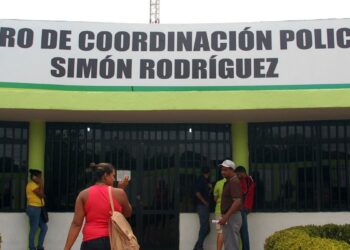 RO DE COORDINACIÓN POLIC
SIMÓN RODRÍGUEZ